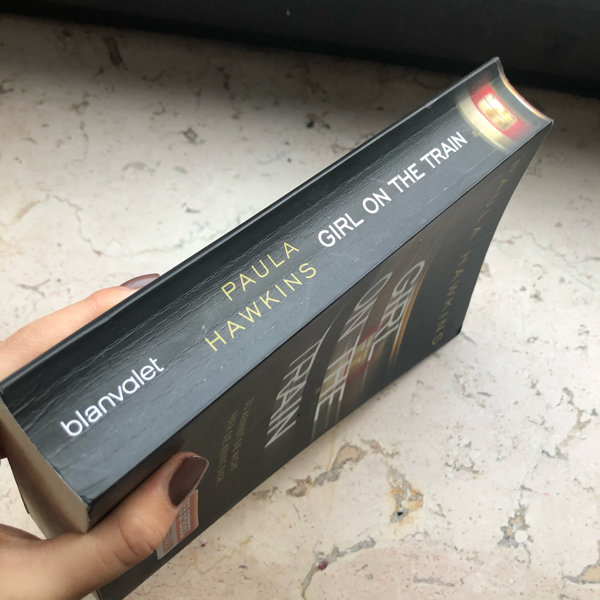 blanvalet
PAULA
HAWKINS
GIRL ON THE TRAIN
PAULA HAWKINS
GIRL
ON THE
TRAIN